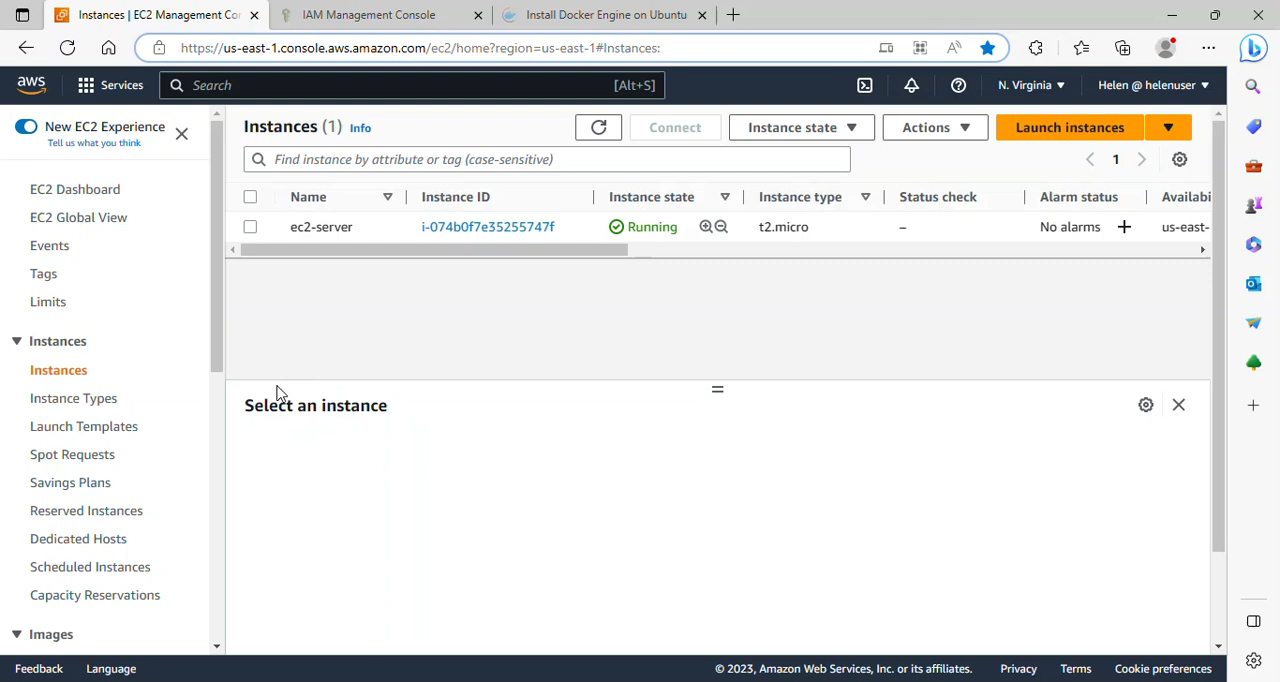 Instances | EC2 Management Cor
IAM Management Console
Install Docker Engine on Ubuntu
https://us-east-1.console.aws.amazon.com/ec2/home?region=us-east-1#Instances:
aws
Services
Search
[Alt+S]
N. Virginia
Helen @ helenuser
New EC2 Experience
Tell us what you think
EC2 Dashboard
EC2 Global View
Events
Tags
Limits
Instances
Instances
Instance Types
Launch Templates
Spot Requests
Savings Plans
Reserved Instances
Dedicated Hosts
Scheduled Instances
Capacity Reservations
Images
Instances (1) Info
Connect
Instance state
Actions
Launch instances
Find instance by attribute or tag (case-sensitive)
1
Name Instance ID Instance state Instance type Status check Alarm status Availabi
ec2-server i-074b0f7e35255747f Running t2.micro – No alarms + us-east-
Select an instance
Feedback Language © 2023, Amazon Web Services, Inc. or its affiliates. Privacy Terms Cookie preferences